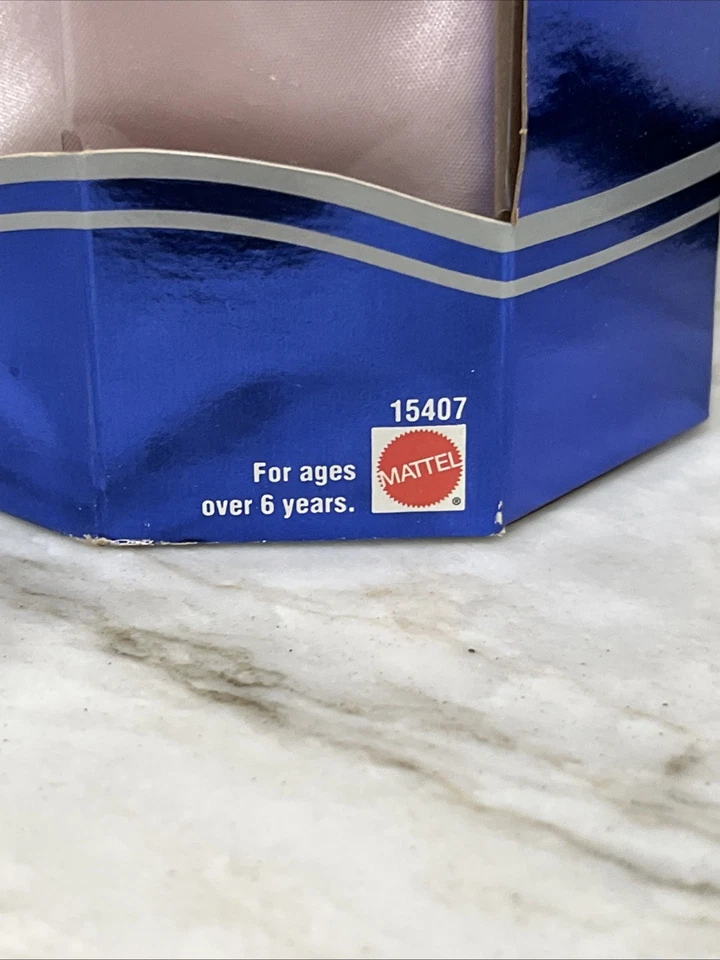 15407
For ages
over 6 years.
MATTEL
®